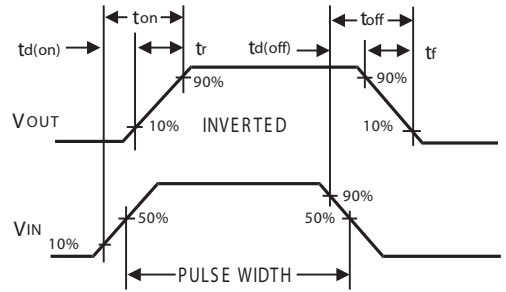 ton
toff
td(on)
tr
td(off)
tf
90%
90%
VOUT
10%
INVERTED
10%
90%
50%
50%
VIN
10%
PULSE WIDTH